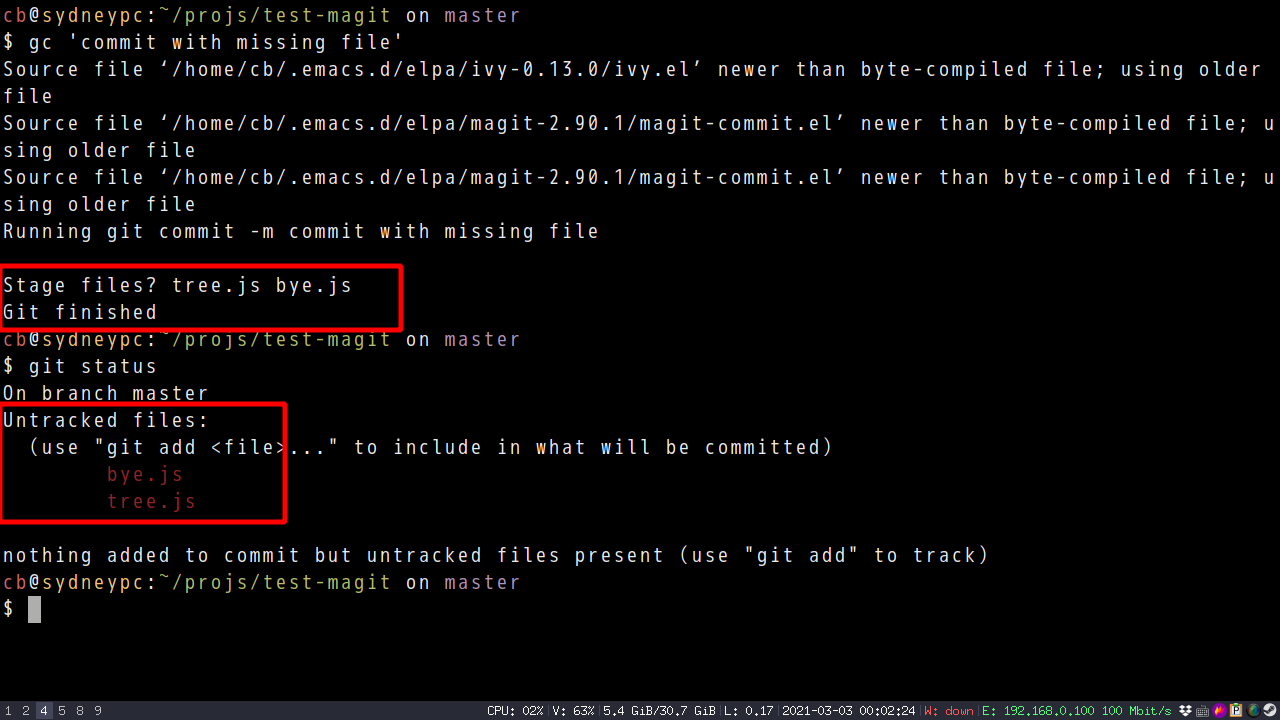 cb@sydneypc:~/projs/test-magit on master
$ gc 'commit with missing file'
Source file ‘/home/cb/.emacs.d/elpa/ivy-0.13.0/ivy.el’ newer than byte-compiled file; using older
file
Source file ‘/home/cb/.emacs.d/elpa/magit-2.90.1/magit-commit.el’ newer than byte-compiled file; u
sing older file
Source file ‘/home/cb/.emacs.d/elpa/magit-2.90.1/magit-commit.el’ newer than byte-compiled file; u
sing older file
Running git commit -m commit with missing file
Stage files? tree.js bye.js
Git finished
cb@sydneypc:~/projs/test-magit on master
$ git status
On branch master
Untracked files:
  (use "git add <file>..." to include in what will be committed)
        bye.js
        tree.js
nothing added to commit but untracked files present (use "git add" to track)
cb@sydneypc:~/projs/test-magit on master
$
1 2 4 5 8 9 CPU: 02% V: 63% 5.4 GiB/30.7 GiB L: 0.17 2021-03-03 00:02:24 W: down E: 192.168.0.100 100 Mbit/s